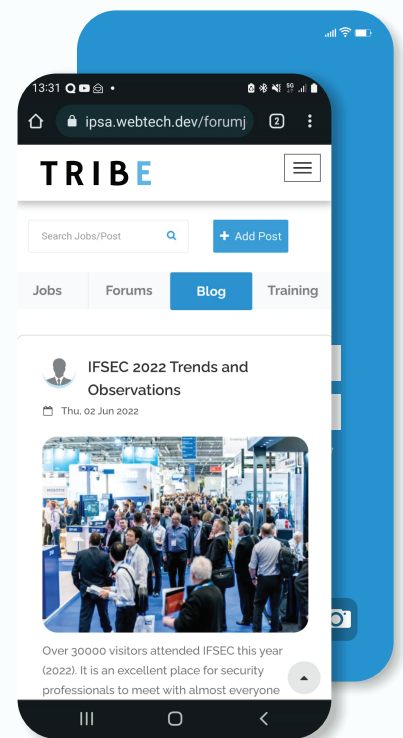 13:31
5G
ipsa.webtech.dev/forumj
2
TRIBE
Search Jobs/Post
+ Add Post
Jobs Forums Blog Training
IFSEC 2022 Trends and
Observations
Thu, 02 Jun 2022
Over 30000 visitors attended IFSEC this year
(2022). It is an excellent place for security
professionals to meet with almost everyone